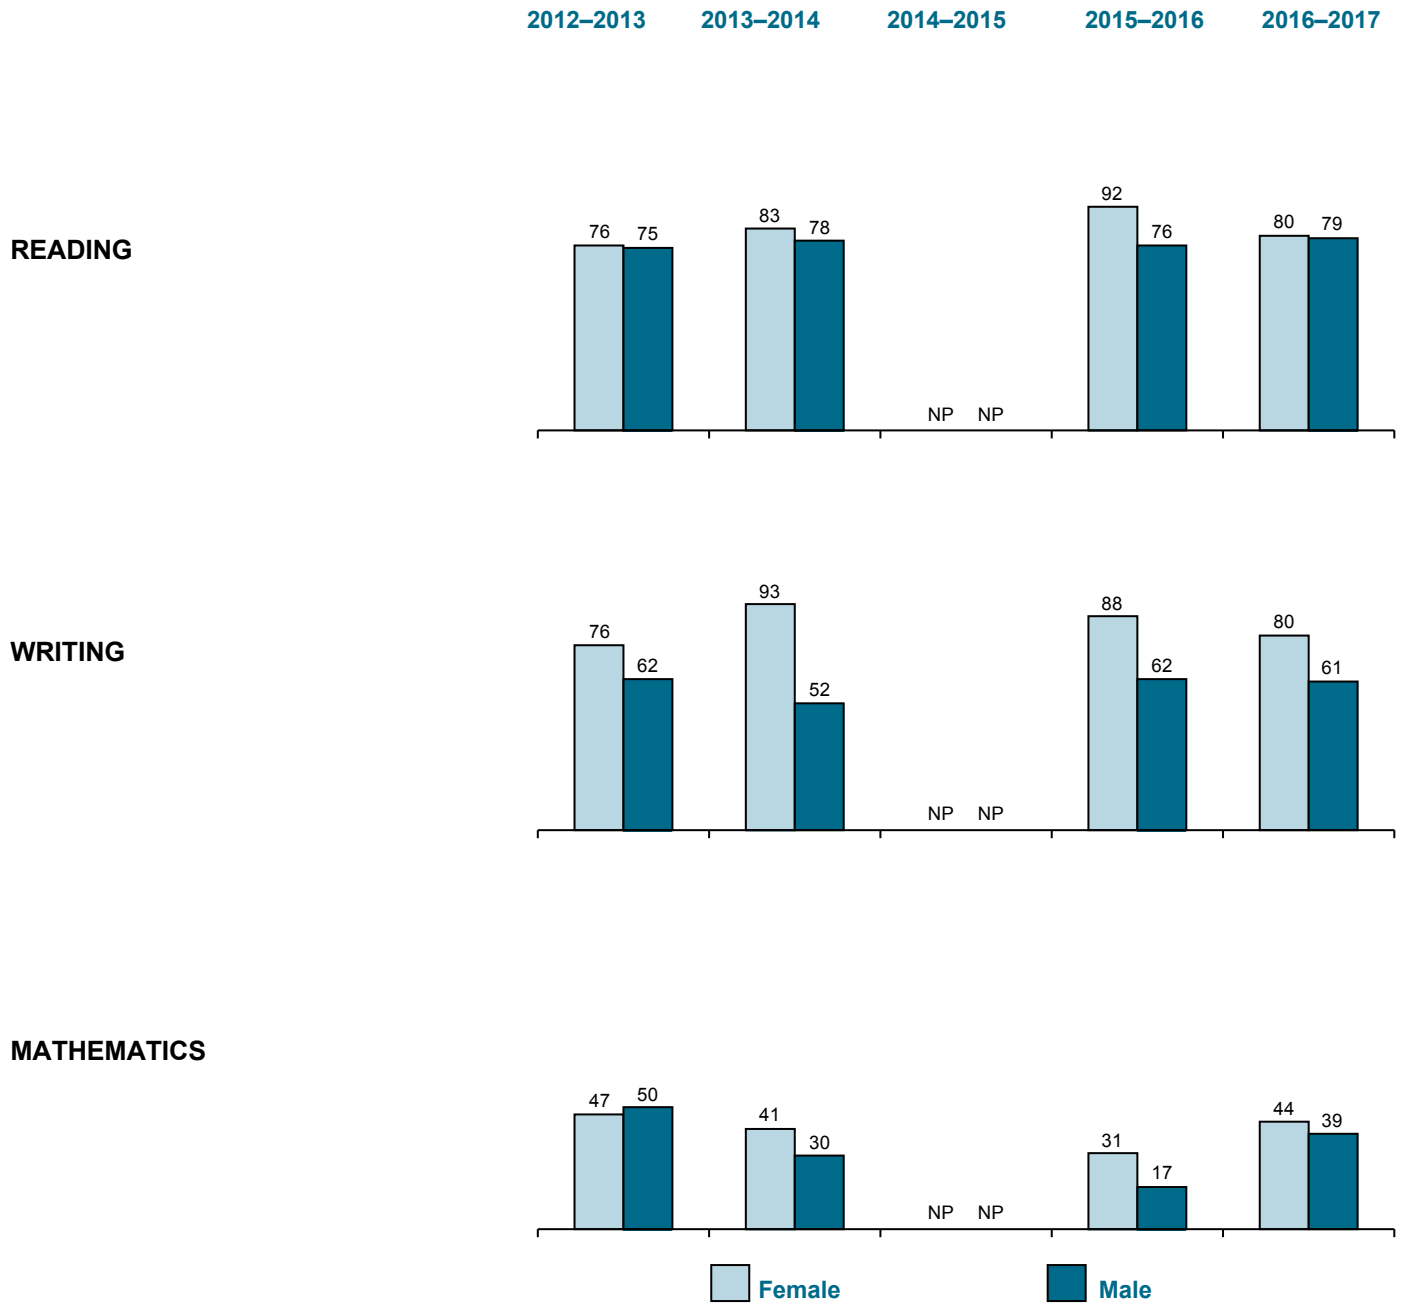 2012–2013 2013–2014 2014–2015 2015–2016 2016–2017
READING
76 75 83 78 NP NP 92 76 80 79
WRITING
76 62 93 52 NP NP 88 62 80 61
MATHEMATICS
47 50 41 30 NP NP 31 17 44 39
Female Male